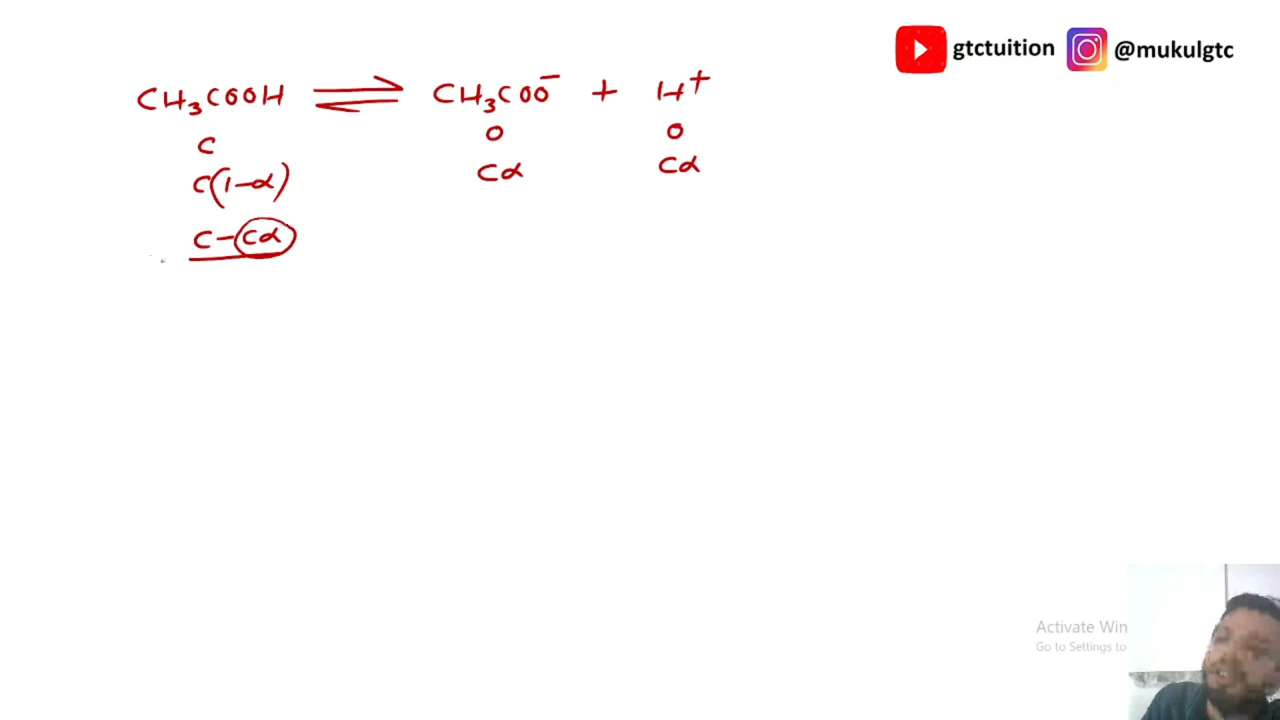 gtctuition @mukulgtc
CH₃COOH ⇌ CH₃COO⁻ + H⁺
C 0 0
C(1-α) Cα Cα
C-Cα
Activate Win
Go to Settings to